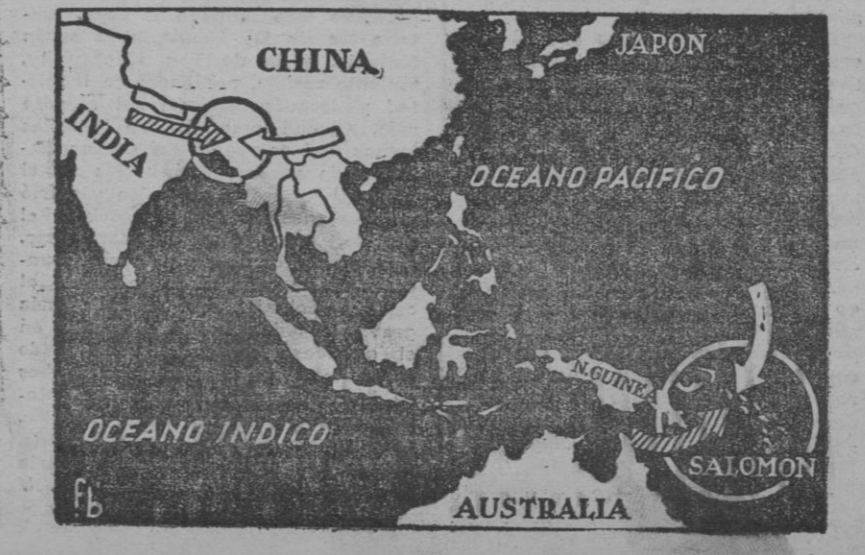 CHINA
JAPON
INDIA
OCEANO PACIFICO
N.GUINEA
OCEANO INDICO
SALOMON
AUSTRALIA
fb